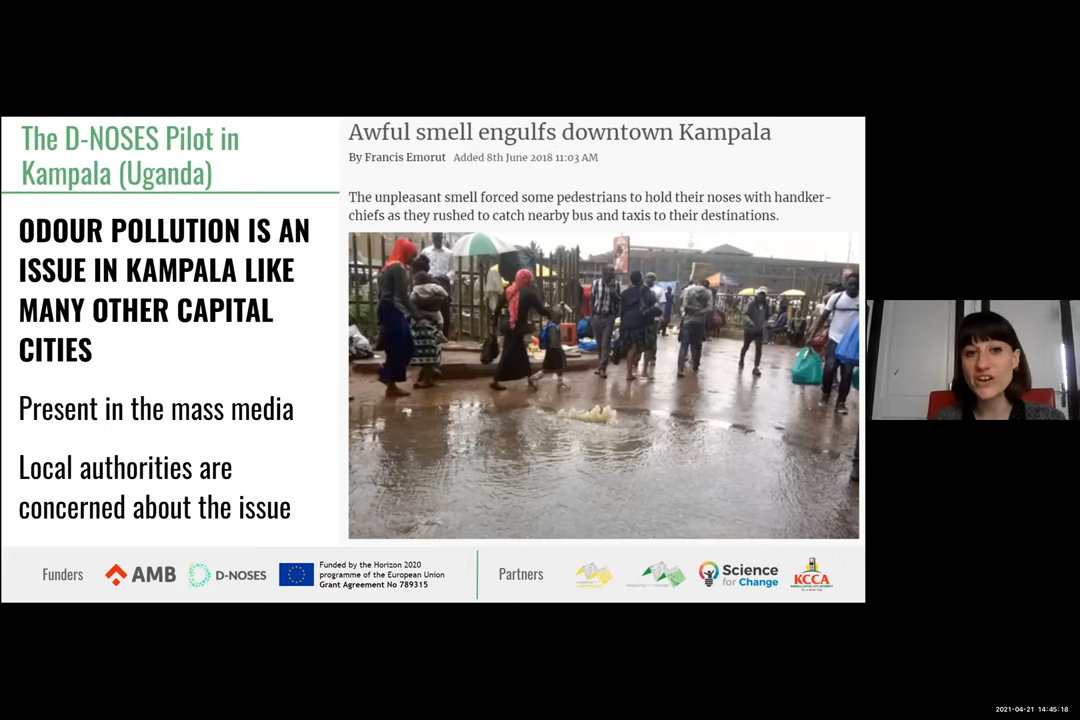 The D-NOSES Pilot in
Kampala (Uganda)
ODOUR POLLUTION IS AN
ISSUE IN KAMPALA LIKE
MANY OTHER CAPITAL
CITIES
Present in the mass media
Local authorities are
concerned about the issue
Awful smell engulfs downtown Kampala
By Francis Emorut Added 8th June 2018 11:03 AM
The unpleasant smell forced some pedestrians to hold their noses with handker-
chiefs as they rushed to catch nearby bus and taxis to their destinations.
Funders
AMB
D-NOSES
Funded by the Horizon 2020
programme of the European Union
Grant Agreement No 789315
Partners
Science
for Change
KCCA
2021-04-21 14:45:18